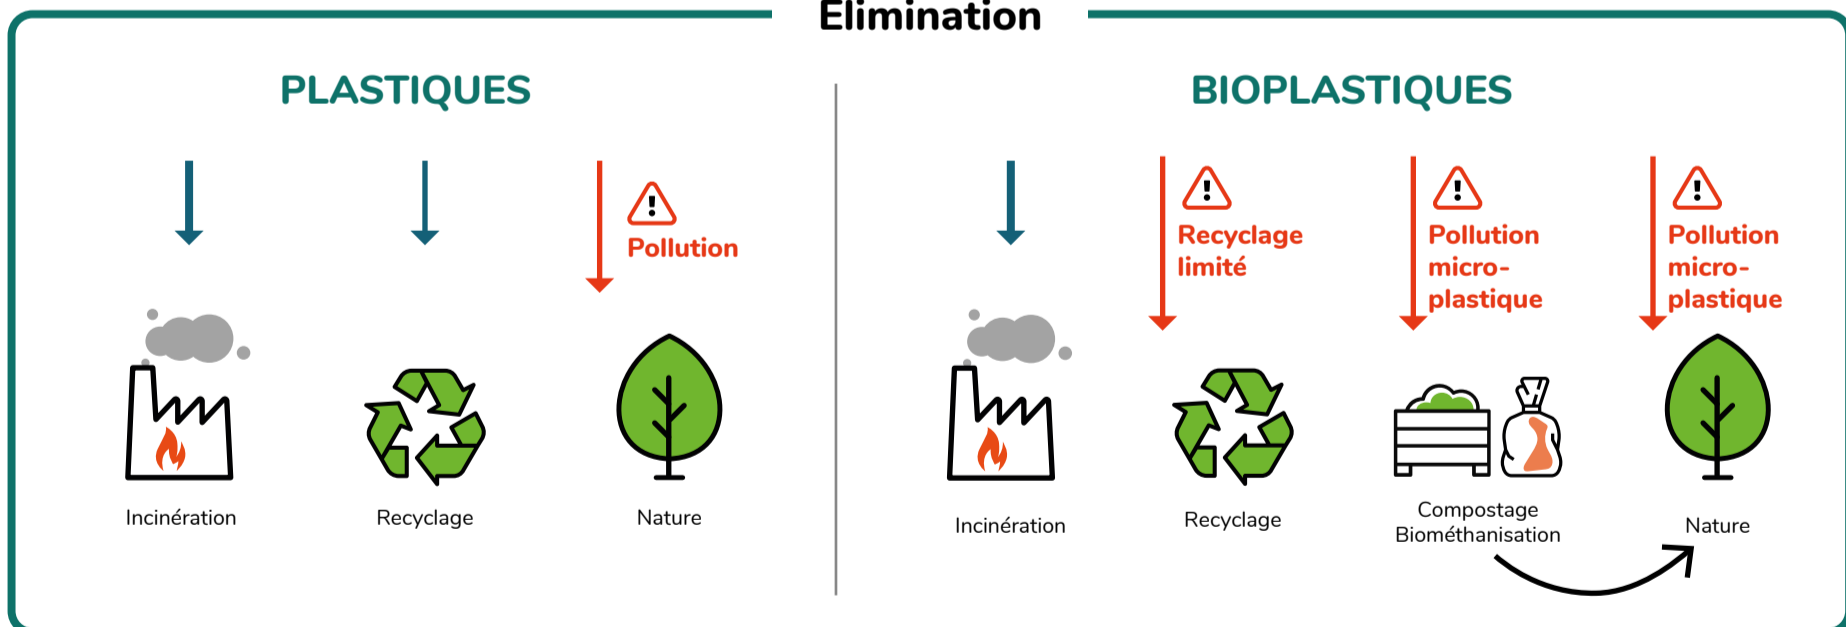 Elimination
PLASTIQUES
Pollution
Incinération
Recyclage
Nature
BIOPLASTIQUES
Recyclage
limité
Pollution
micro-
plastique
Pollution
micro-
plastique
Incinération
Recyclage
Compostage
Biométhanisation
Nature